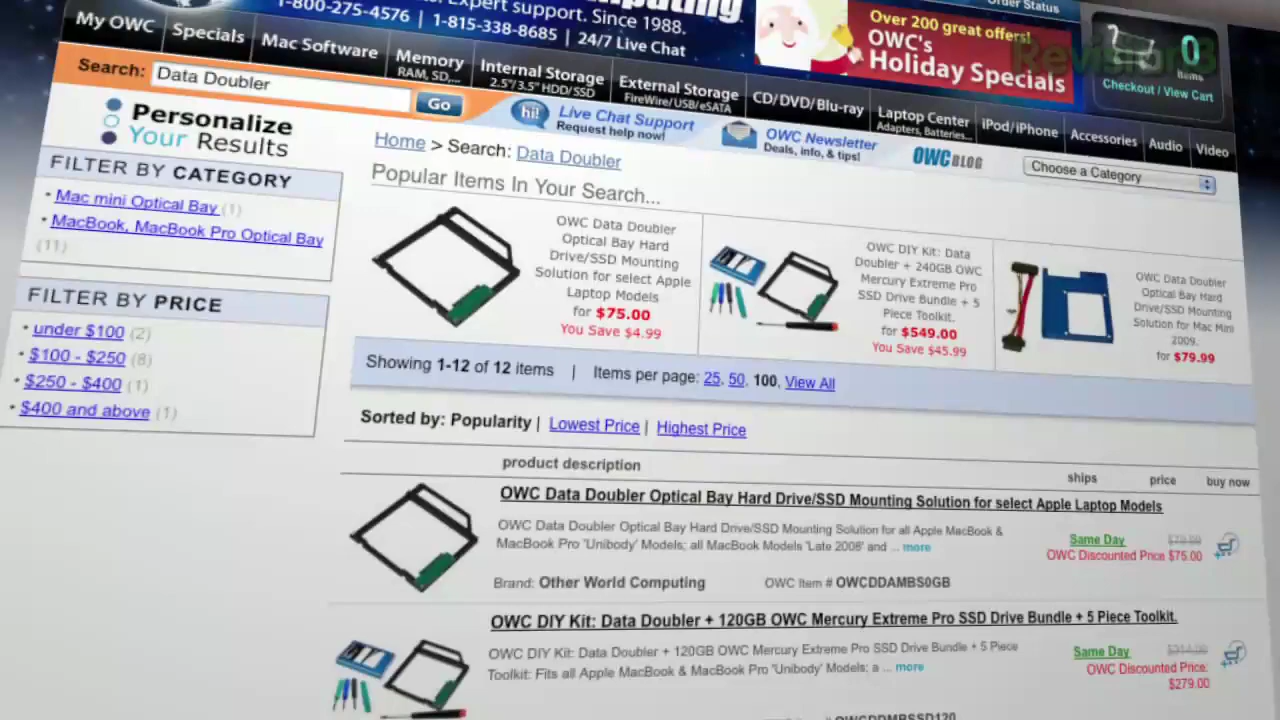 Order Status
Computing
Expert support. Since 1988.
1-800-275-4576 | 1-815-338-8685 | 24/7 Live Chat
Over 200 great offers!
OWC's
Holiday Specials
Revision3
0
Items
Checkout / View Cart
My OWC
Specials
Mac Software
Memory
RAM, SD,...
Internal Storage
2.5"/3.5" HDD/SSD
External Storage
FireWire/USB/eSATA
CD/DVD/Blu-ray
Laptop Center
Adapters, Batteries...
iPod/iPhone
Accessories
Audio
Video
Search:
Data Doubler
Go
hi!
Live Chat Support
Request help now!
OWC Newsletter
Deals, info, & tips!
OWC BLOG
Choose a Category
Personalize
Your Results
Home > Search: Data Doubler
Popular Items In Your Search...
FILTER BY CATEGORY
• Mac mini Optical Bay (1)
• MacBook, MacBook Pro Optical Bay
(11)
FILTER BY PRICE
• under $100 (2)
• $100 - $250 (8)
• $250 - $400 (1)
• $400 and above (1)
OWC Data Doubler
Optical Bay Hard
Drive/SSD Mounting
Solution for select Apple
Laptop Models
for $75.00
You Save $4.99
OWC DIY Kit: Data
Doubler + 240GB OWC
Mercury Extreme Pro
SSD Drive Bundle + 5
Piece Toolkit.
for $549.00
You Save $45.99
OWC Data Doubler
Optical Bay Hard
Drive/SSD Mounting
Solution for Mac Mini
2009.
for $79.99
Showing 1-12 of 12 items | Items per page: 25, 50, 100, View All
Sorted by: Popularity | Lowest Price | Highest Price
product description
ships
price
buy now
OWC Data Doubler Optical Bay Hard Drive/SSD Mounting Solution for select Apple Laptop Models
OWC Data Doubler Optical Bay Hard Drive/SSD Mounting Solution for all Apple MacBook &
MacBook Pro 'Unibody' Models; all MacBook Models 'Late 2008' and ... more
Same Day
$79.99
OWC Discounted Price $75.00
Brand: Other World Computing
OWC Item # OWCDDAMBS0GB
OWC DIY Kit: Data Doubler + 120GB OWC Mercury Extreme Pro SSD Drive Bundle + 5 Piece Toolkit.
OWC DIY Kit: Data Doubler + 120GB OWC Mercury Extreme Pro SSD Drive Bundle + 5 Piece
Toolkit: Fits all Apple MacBook & MacBook Pro 'Unibody' Models: a ... more
Same Day
$314.99
OWC Discounted Price:
$279.00
OWCDDMBSSD120